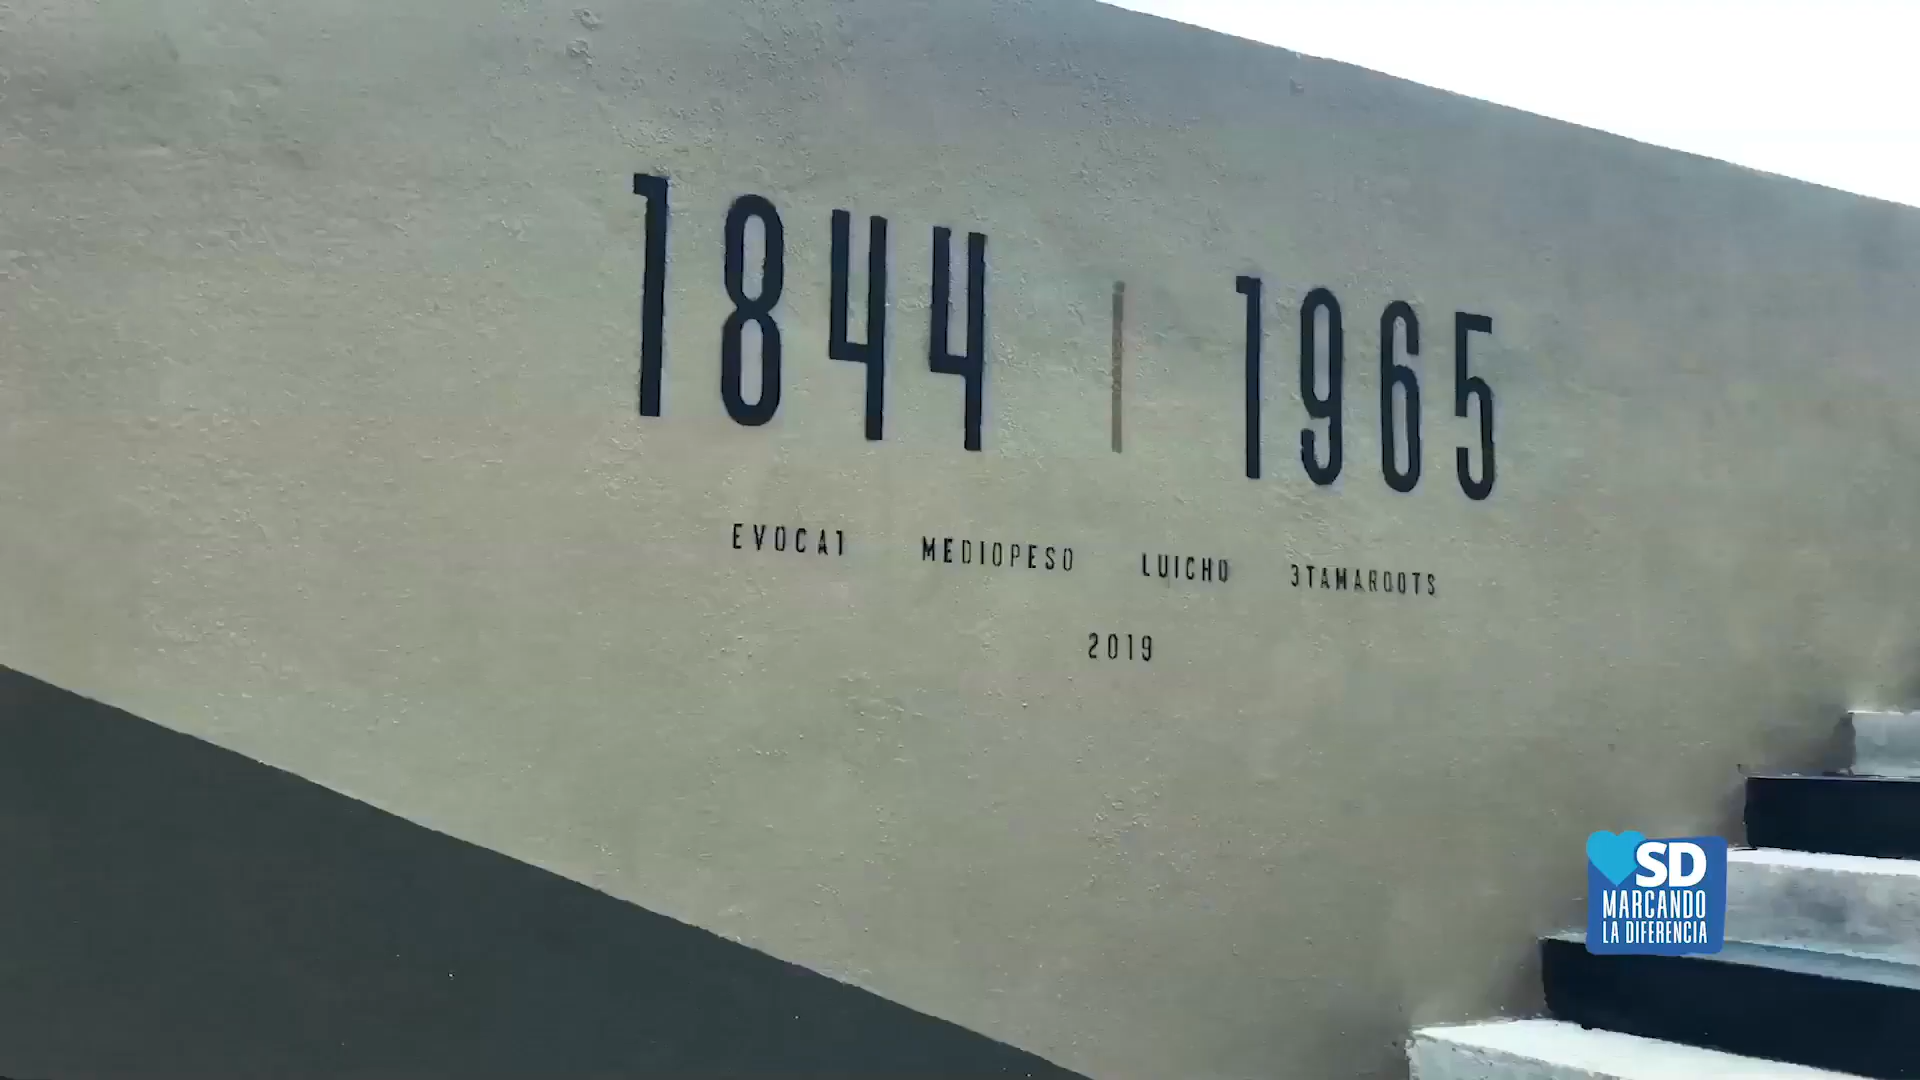 1844 | 1965
EVOCA1 MEDIOPESO LUICHO 3TAMAROOTS
2019
SD
MARCANDO
LA DIFERENCIA